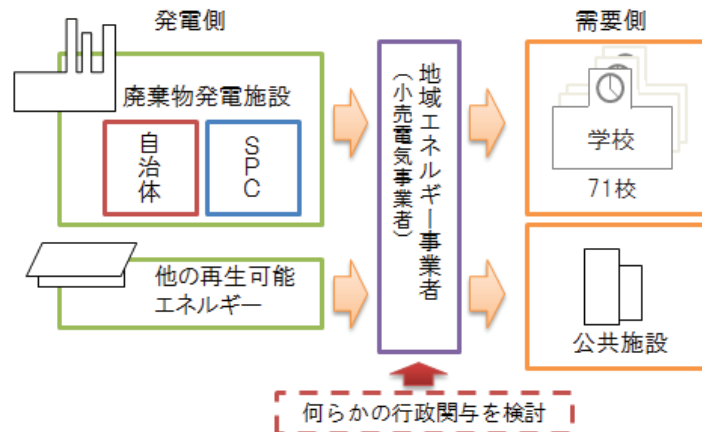 発電側
廃棄物発電施設
自治体
SPC
他の再生可能
エネルギー
地域エネルギー事業者
（小売電気事業者）
需要側
学校
71校
公共施設
何らかの行政関与を検討